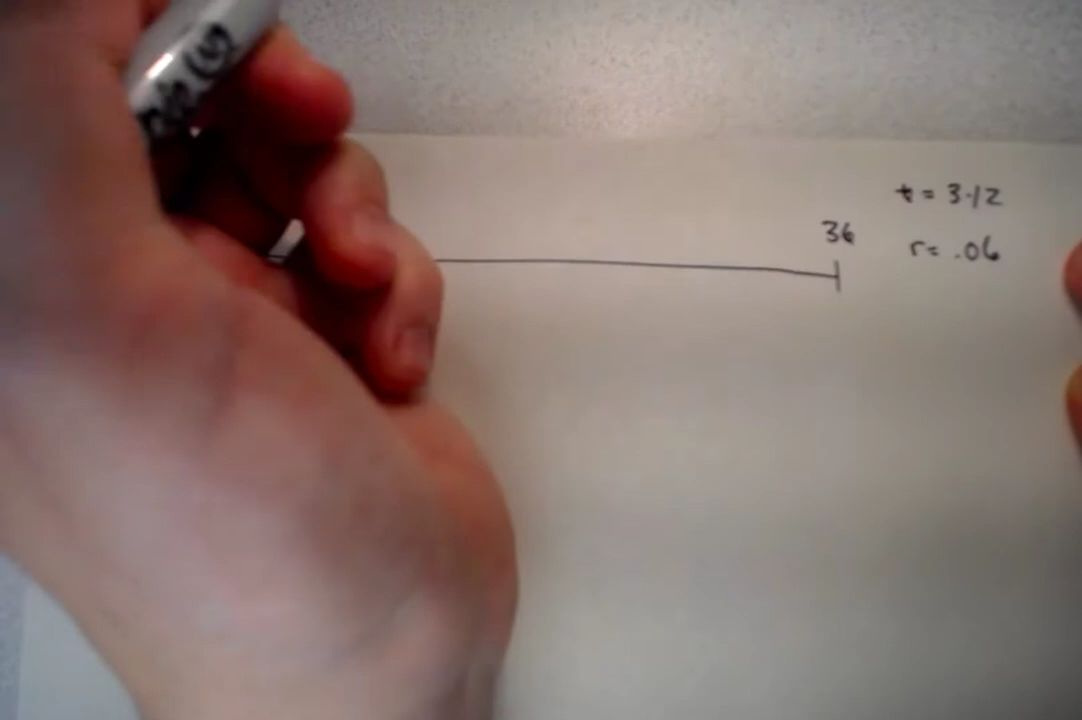 t = 3·12
36
r = .06